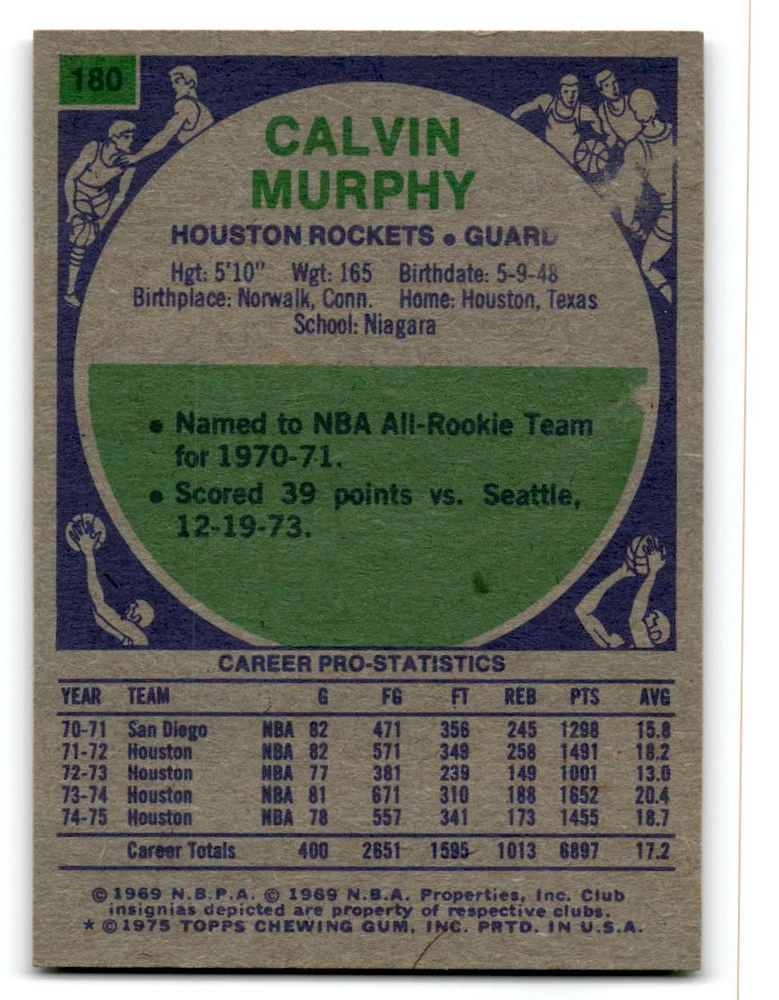 180
CALVIN
MURPHY
HOUSTON ROCKETS • GUARD
Hgt: 5'10" Wgt: 165 Birthdate: 5-9-48
Birthplace: Norwalk, Conn. Home: Houston, Texas
School: Niagara
• Named to NBA All-Rookie Team
for 1970-71.
• Scored 39 points vs. Seattle,
12-19-73.
CAREER PRO-STATISTICS
YEAR TEAM G FG FT REB PTS AVG
70-71 San Diego NBA 82 471 356 245 1298 15.8
71-72 Houston NBA 82 571 349 258 1491 18.2
72-73 Houston NBA 77 381 239 149 1001 13.0
73-74 Houston NBA 81 671 310 188 1652 20.4
74-75 Houston NBA 78 557 341 173 1455 18.7
Career Totals 400 2651 1595 1013 6897 17.2
© 1969 N.B.P.A. © 1969 N.B.A. Properties, Inc. Club
insignias depicted are property of respective clubs.
* © 1975 TOPPS CHEWING GUM, INC. PRTD. IN U.S.A.